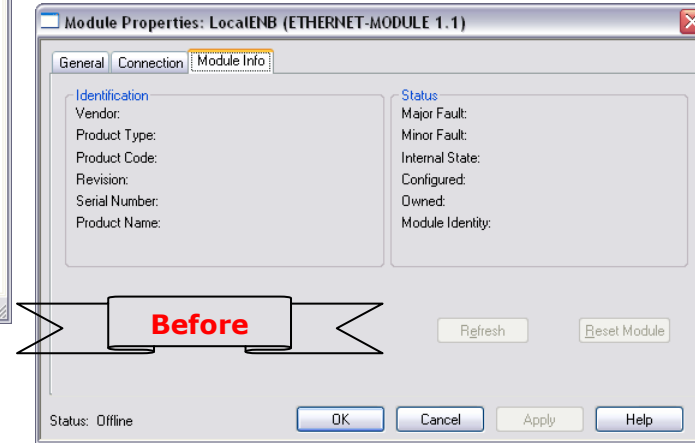 Module Properties: LocalENB (ETHERNET-MODULE 1.1)
General Connection Module Info
Identification
Vendor:
Product Type:
Product Code:
Revision:
Serial Number:
Product Name:
Status
Major Fault:
Minor Fault:
Internal State:
Configured:
Owned:
Module Identity:
Before
Refresh Reset Module
Status: Offline OK Cancel Apply Help